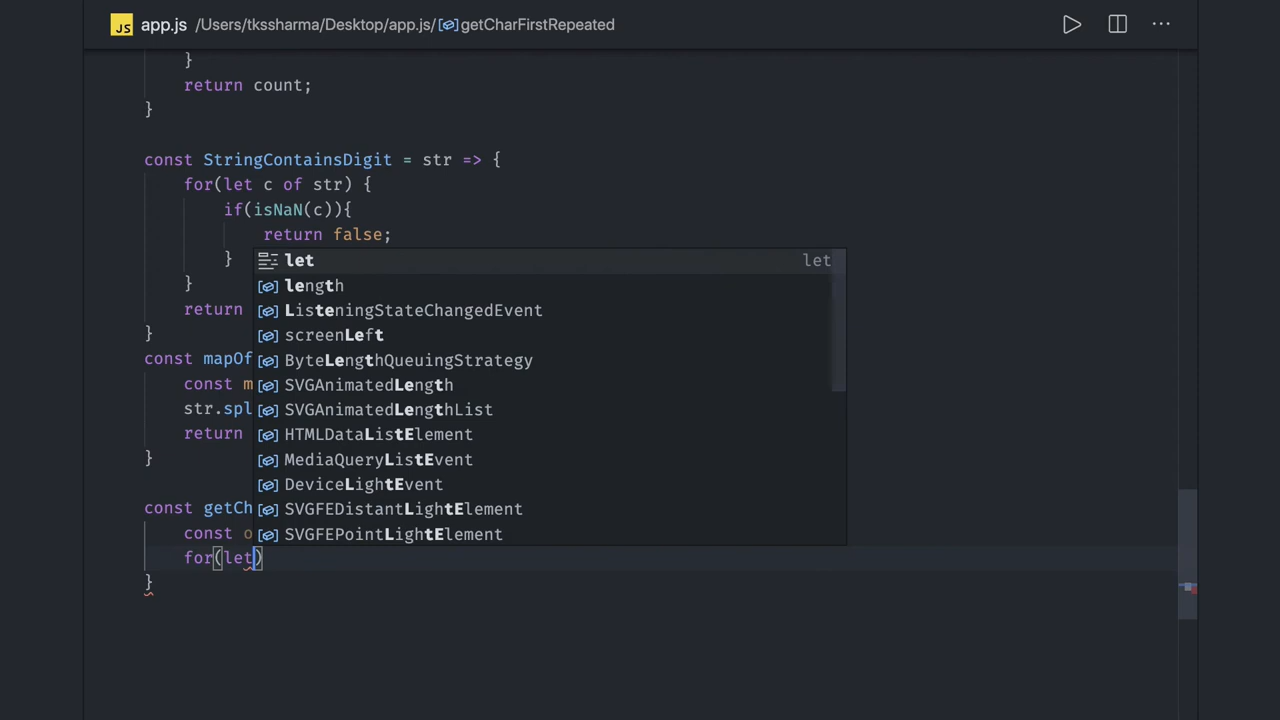 JS app.js /Users/tkssharma/Desktop/app.js/ getCharFirstRepeated ...
}
return count;
}
const StringContainsDigit = str => {
for(let c of str) {
if(isNaN(c)){
return false;
}
let let
}
length
return
ListeningStateChangedEvent
}
screenLeft
const mapOf
ByteLengthQueuingStrategy
const m
SVGAnimatedLength
str.spl
SVGAnimatedLengthList
return
HTMLDataListElement
}
MediaQueryListEvent
DeviceLightEvent
const getCh
SVGFEDistantLightElement
const o
SVGFEPointLightElement
for(let)
}